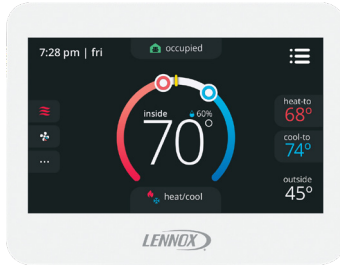 7:28 pm | fri
occupied
heat-to
68°
cool-to
74°
inside
60%
70°
outside
45°
heat/cool
LENNOX